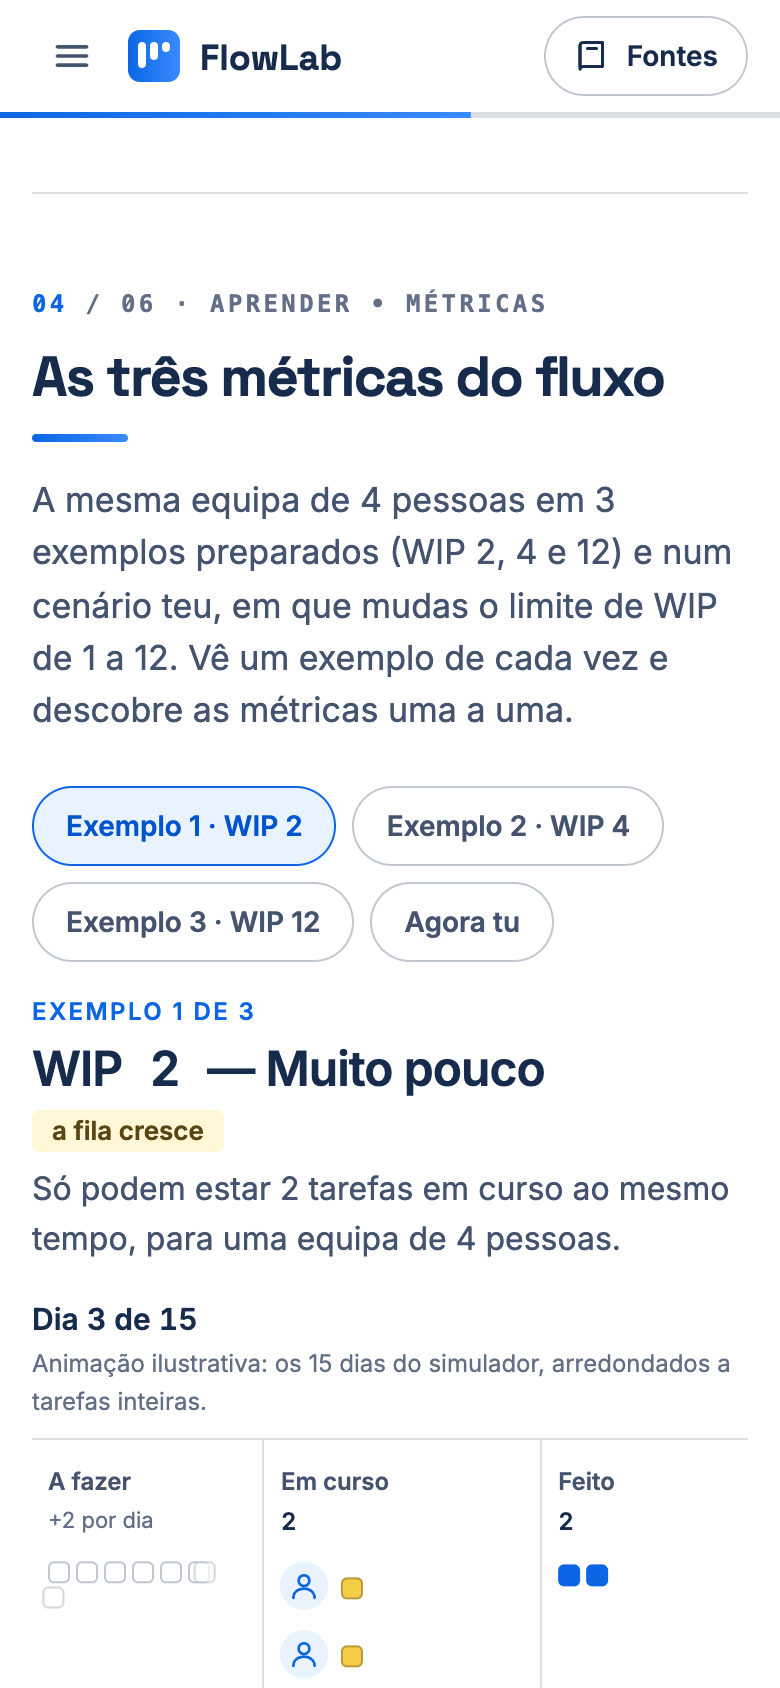 FlowLab
Fontes
04 / 06 · APRENDER • MÉTRICAS
As três métricas do fluxo
A mesma equipa de 4 pessoas em 3
exemplos preparados (WIP 2, 4 e 12) e num
cenário teu, em que mudas o limite de WIP
de 1 a 12. Vê um exemplo de cada vez e
descobre as métricas uma a uma.
Exemplo 1 · WIP 2
Exemplo 2 · WIP 4
Exemplo 3 · WIP 12
Agora tu
EXEMPLO 1 DE 3
WIP 2 — Muito pouco
a fila cresce
Só podem estar 2 tarefas em curso ao mesmo
tempo, para uma equipa de 4 pessoas.
Dia 3 de 15
Animação ilustrativa: os 15 dias do simulador, arredondados a
tarefas inteiras.
A fazer
+2 por dia
Em curso
2
Feito
2